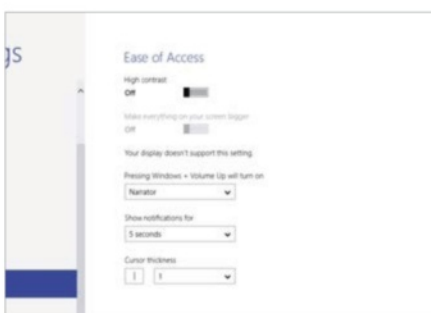 gs
Ease of Access
High contrast
Off
Make everything on your screen bigger
Off
Your display doesn't support this setting.
Pressing Windows + Volume Up will turn on
Narrator
Show notifications for
5 seconds
Cursor thickness
1